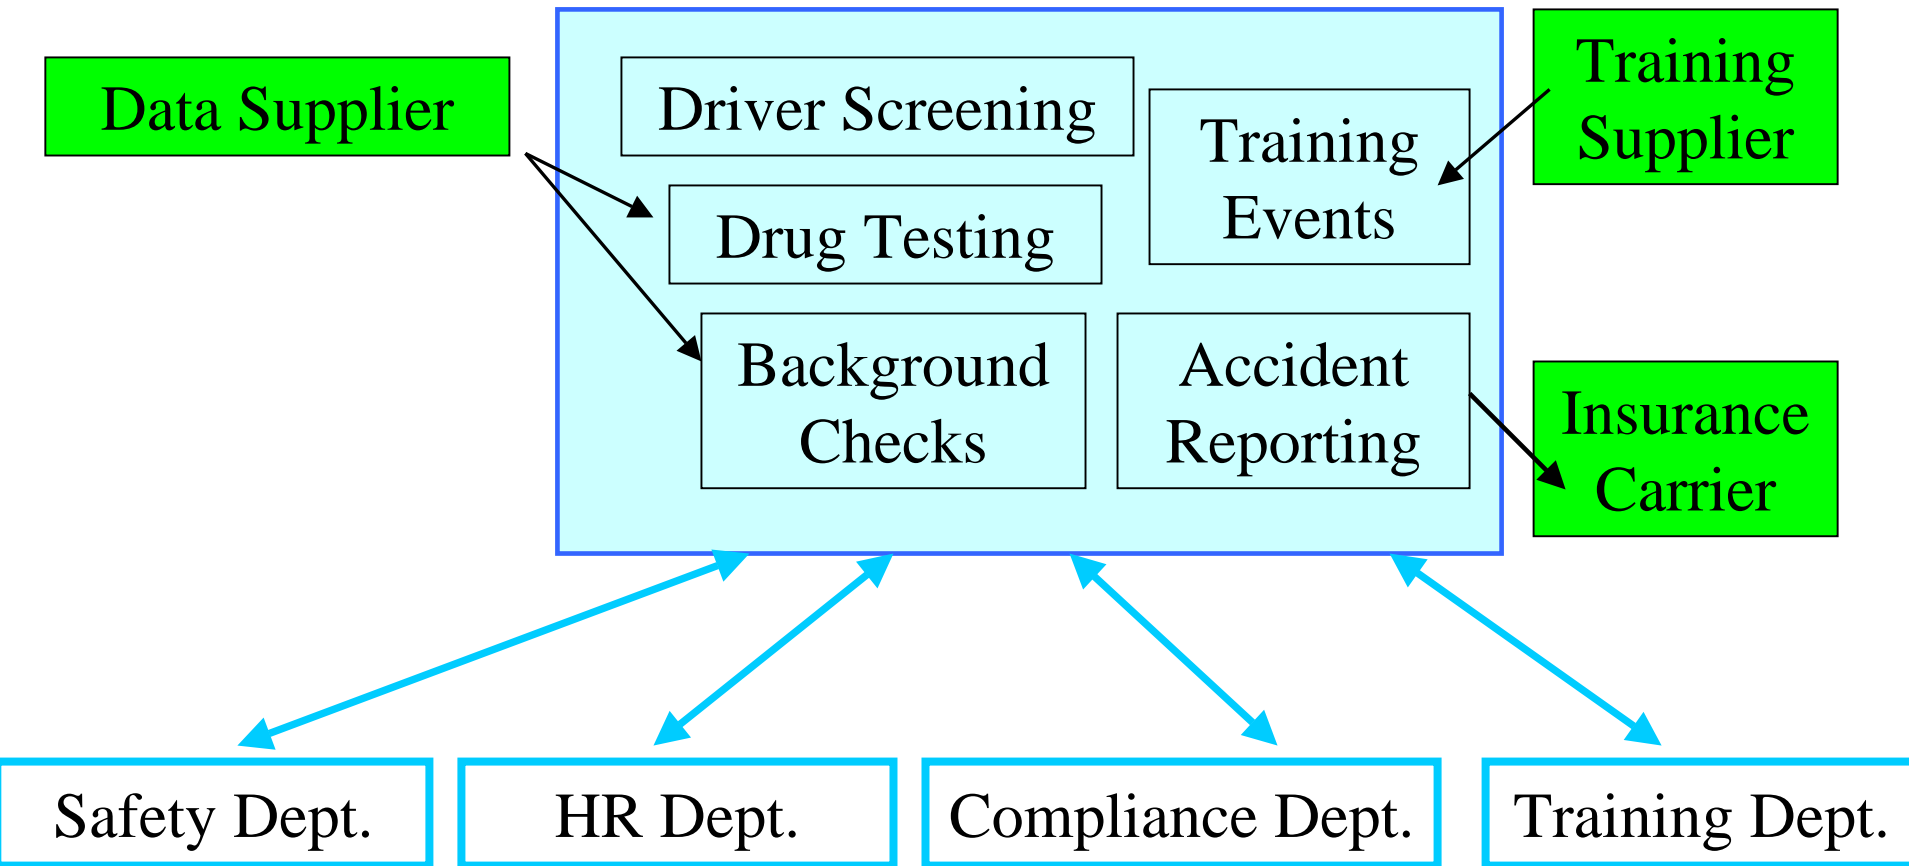 Data Supplier
Driver Screening
Drug Testing
Background
Checks
Training
Events
Accident
Reporting
Training
Supplier
Insurance
Carrier
Safety Dept.
HR Dept.
Compliance Dept.
Training Dept.